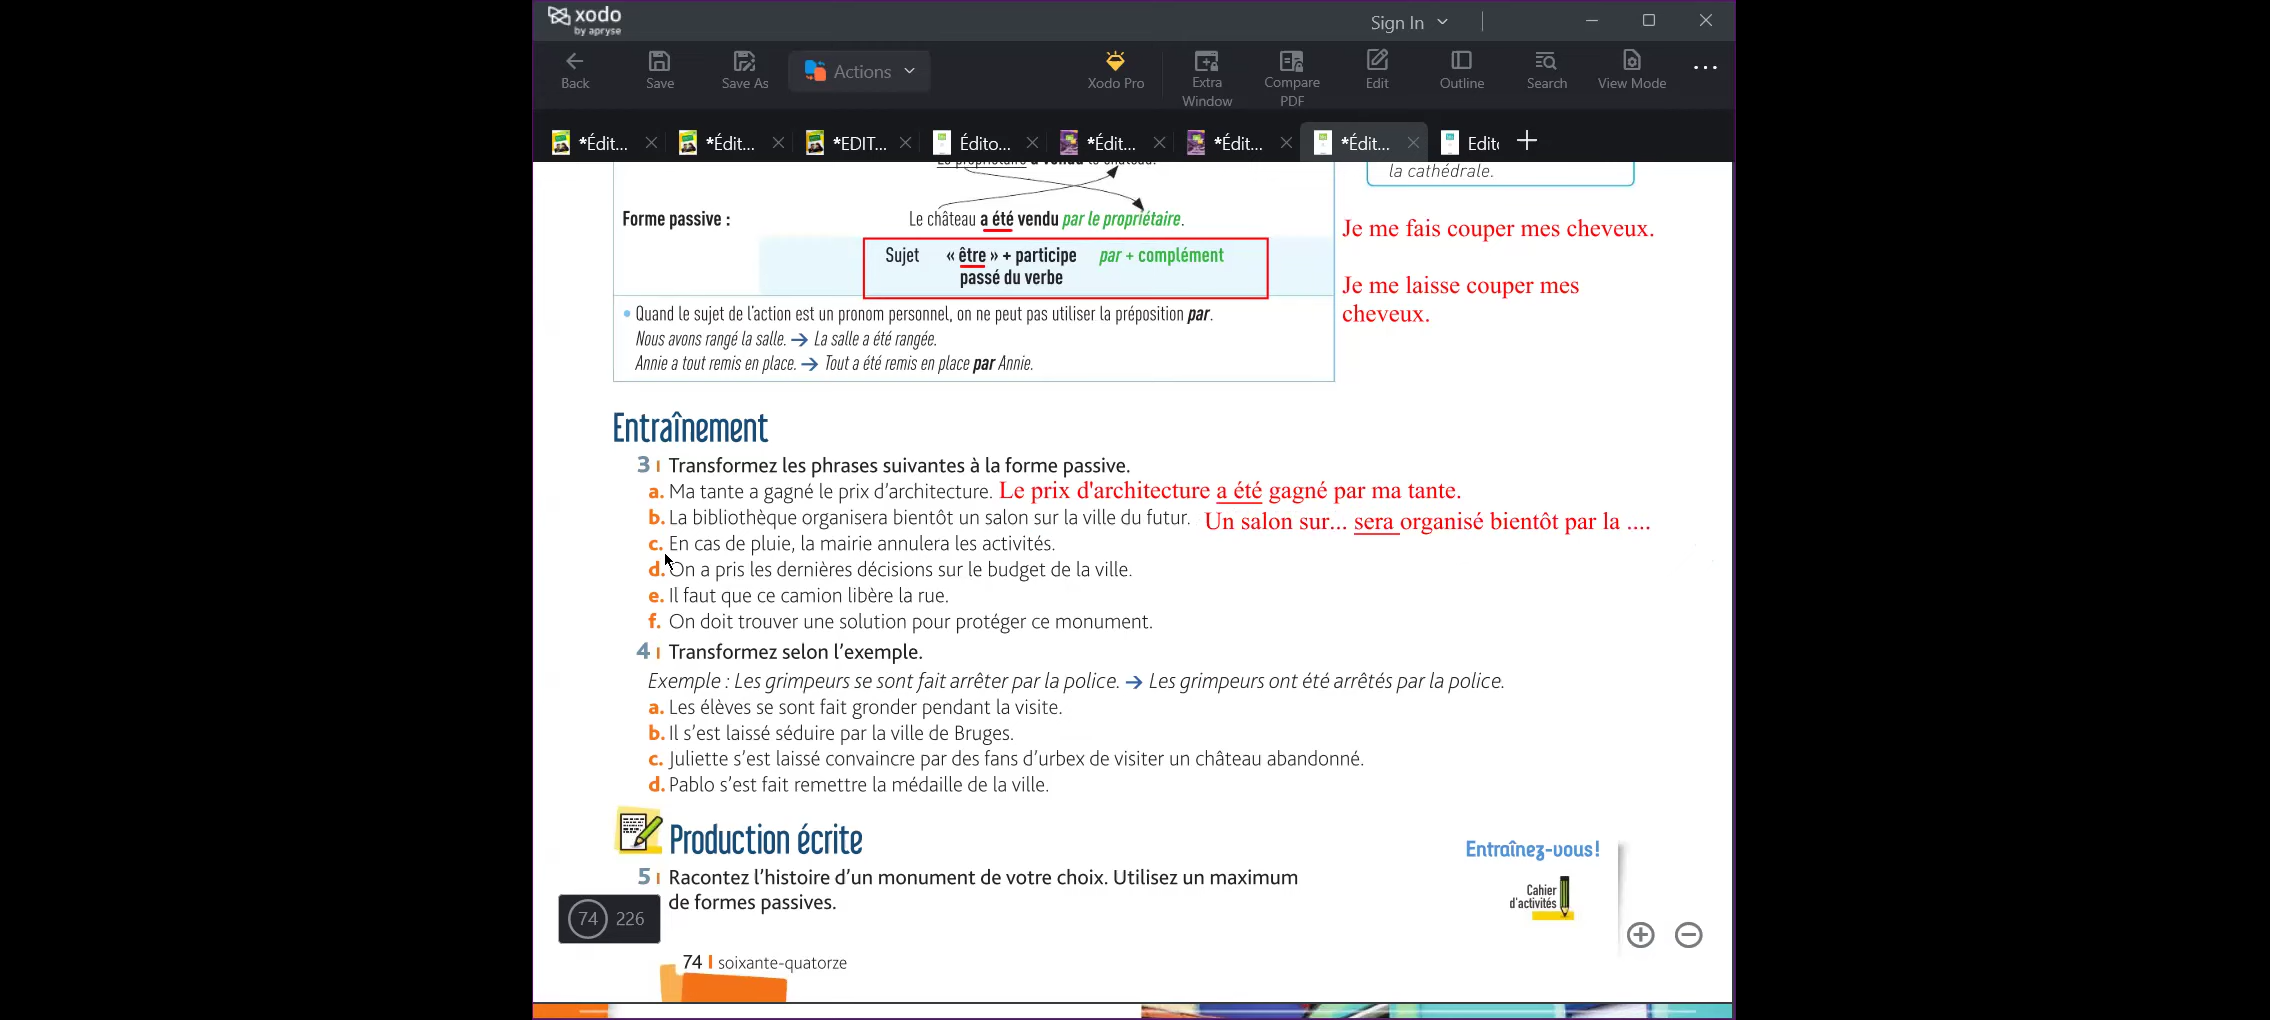 xodo
by apryse
Sign In
Back
Save
Save As
Actions
Xodo Pro
Extra Window
Compare PDF
Edit
Outline
Search
View Mode
*Édit...
*Édit...
*EDIT...
Édito...
*Édit...
*Édit...
*Édit...
Edit
Le propriétaire a vendu le château.
la cathédrale.
Forme passive : Le château a été vendu par le propriétaire.
Sujet « être » + participe par + complément
passé du verbe
• Quand le sujet de l'action est un pronom personnel, on ne peut pas utiliser la préposition par.
Nous avons rangé la salle. → La salle a été rangée.
Annie a tout remis en place. → Tout a été remis en place par Annie.
Je me fais couper mes cheveux.
Je me laisse couper mes
cheveux.
Entraînement
3 | Transformez les phrases suivantes à la forme passive.
a. Ma tante a gagné le prix d'architecture. Le prix d'architecture a été gagné par ma tante.
b. La bibliothèque organisera bientôt un salon sur la ville du futur. Un salon sur... sera organisé bientôt par la ....
c. En cas de pluie, la mairie annulera les activités.
d. On a pris les dernières décisions sur le budget de la ville.
e. Il faut que ce camion libère la rue.
f. On doit trouver une solution pour protéger ce monument.
4 | Transformez selon l'exemple.
Exemple : Les grimpeurs se sont fait arrêter par la police. → Les grimpeurs ont été arrêtés par la police.
a. Les élèves se sont fait gronder pendant la visite.
b. Il s'est laissé séduire par la ville de Bruges.
c. Juliette s'est laissé convaincre par des fans d'urbex de visiter un château abandonné.
d. Pablo s'est fait remettre la médaille de la ville.
Production écrite
5 | Racontez l'histoire d'un monument de votre choix. Utilisez un maximum
de formes passives.
Entraînez-vous !
Cahier
d'activités
74 226
74 | soixante-quatorze